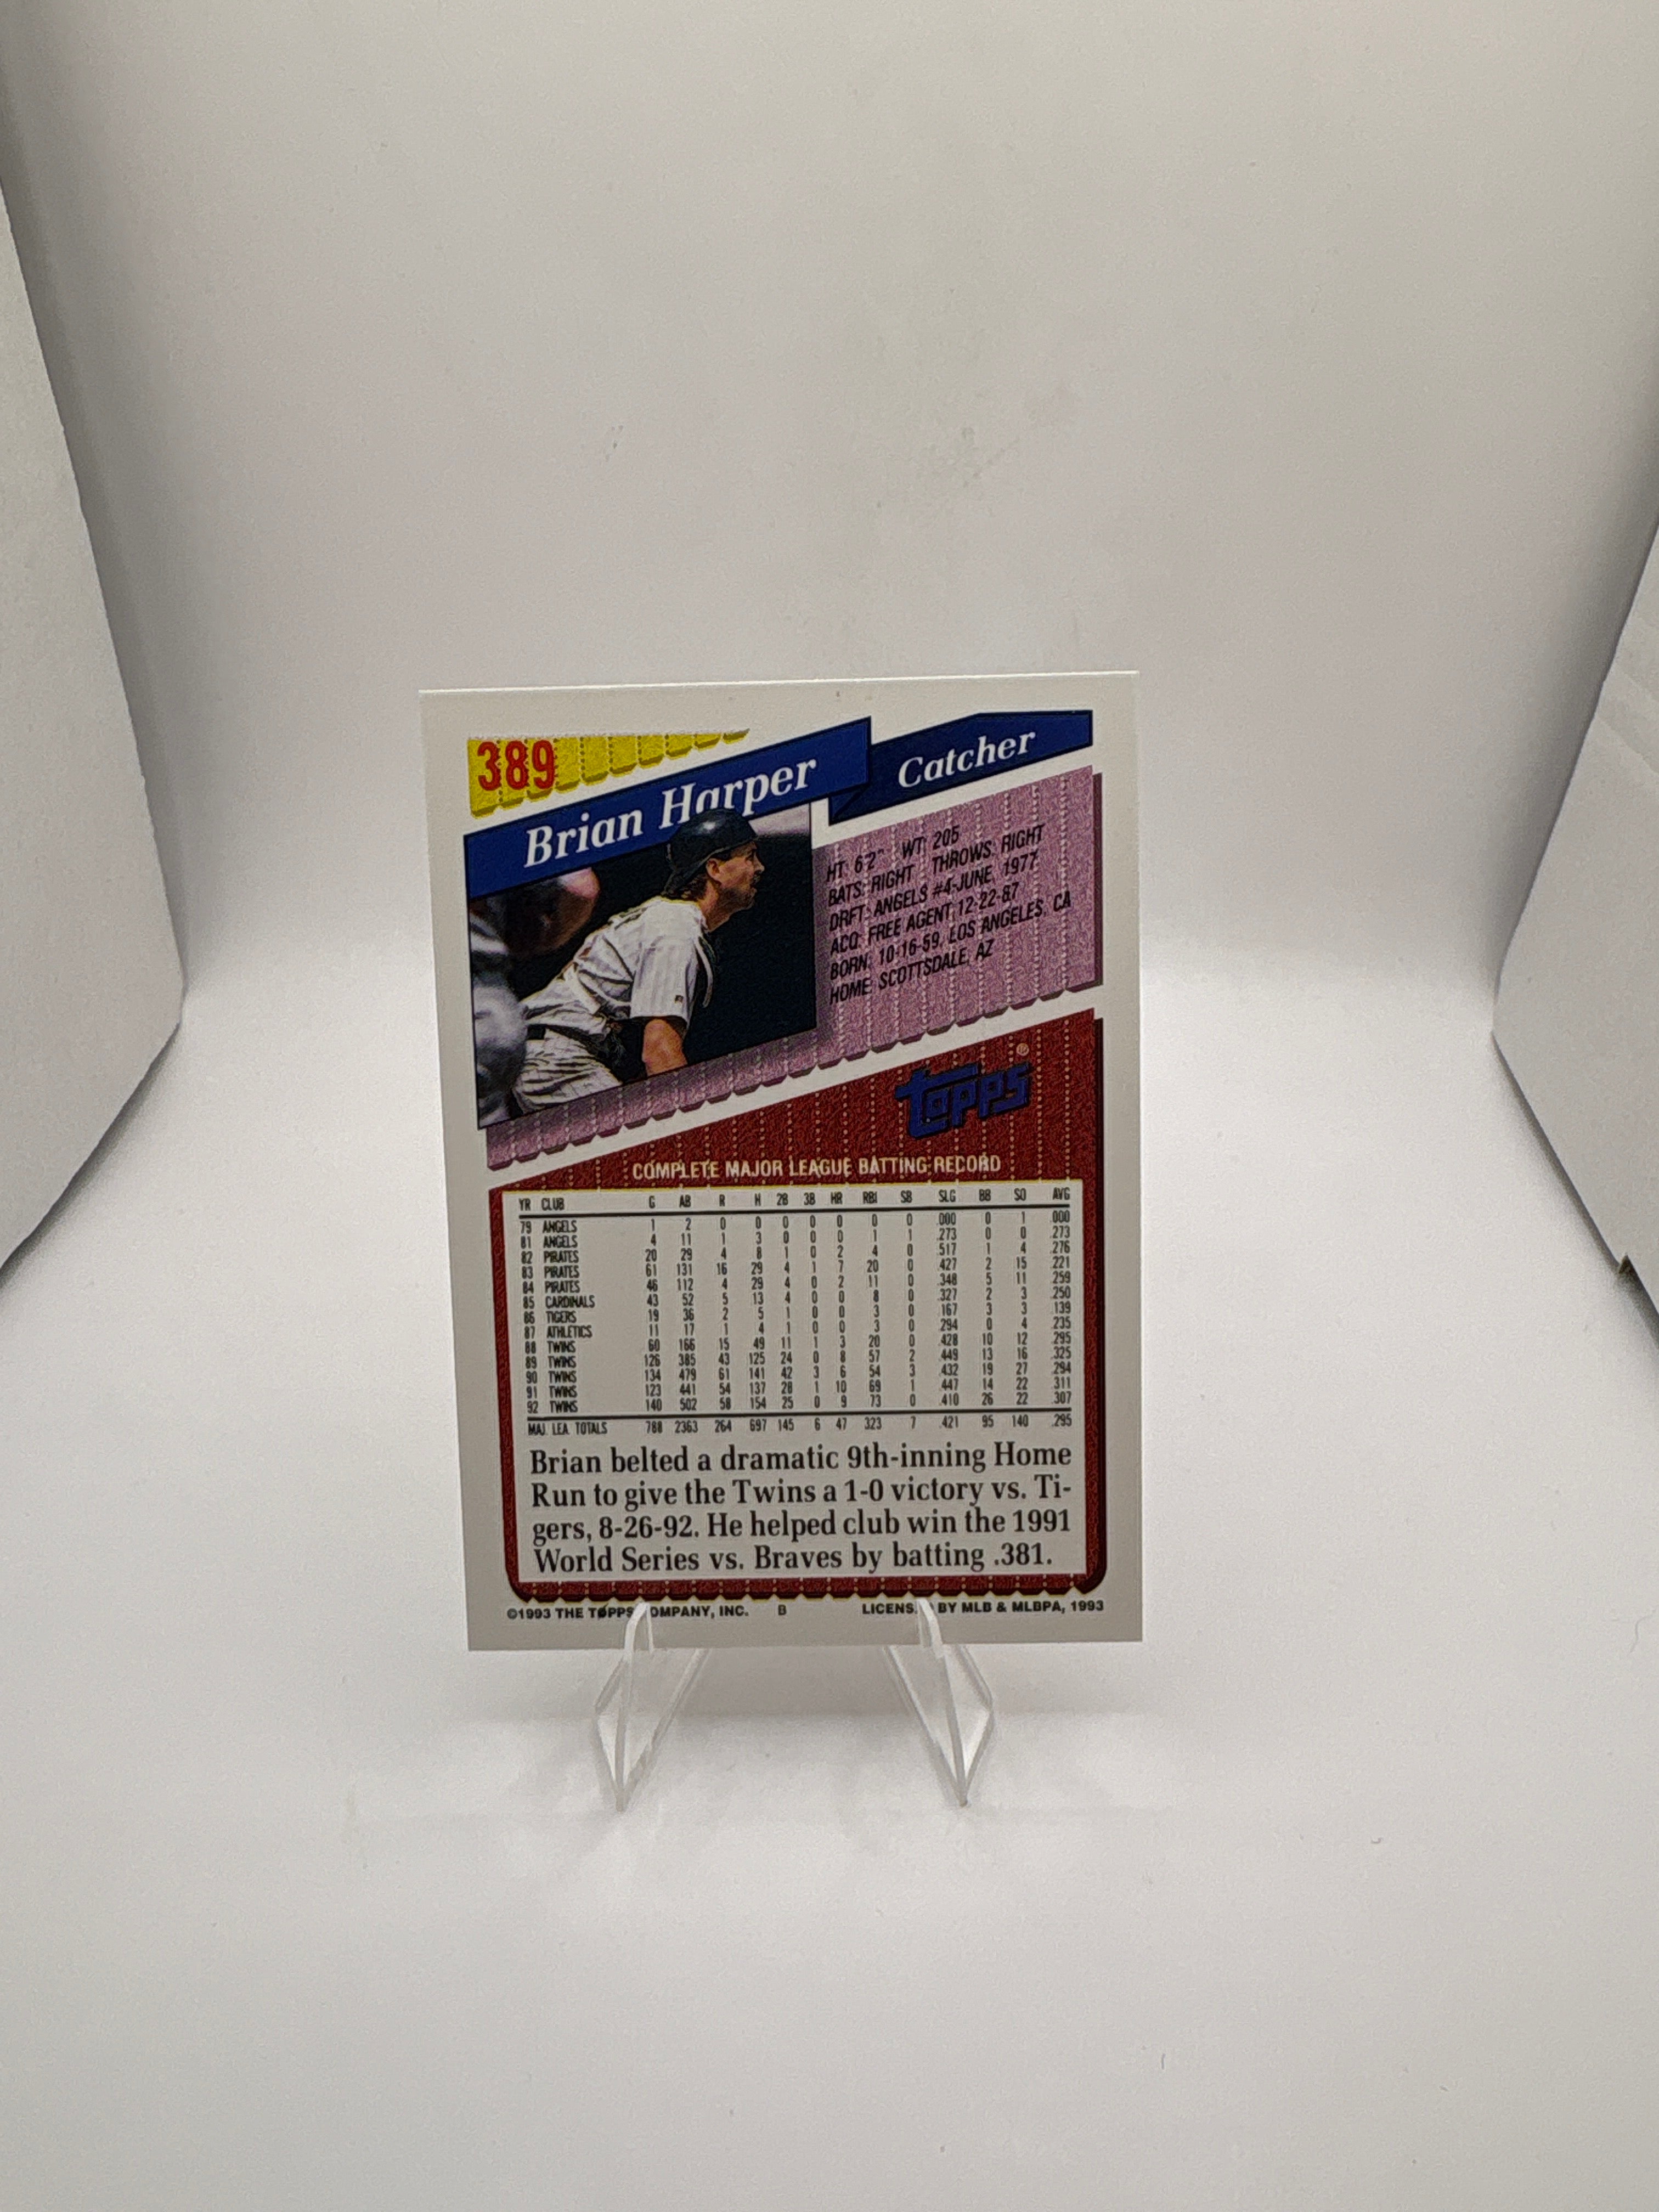 389
Brian Harper
Catcher
HT: 6'2" WT: 205
BATS: RIGHT THROWS: RIGHT
DRFT: ANGELS #4-JUNE, 1977
ACQ: FREE AGENT, 12-22-87
BORN: 10-16-59, LOS ANGELES, CA
HOME: SCOTTSDALE, AZ
topps®
COMPLETE MAJOR LEAGUE BATTING RECORD
YR CLUB G AB R H 2B 3B HR RBI SB SLG BB SO AVG
79 ANGELS 1 2 0 0 0 0 0 0 0 .000 0 1 .000
81 ANGELS 4 11 1 3 0 0 0 1 1 .273 0 0 .273
82 PIRATES 20 29 4 8 1 0 2 4 0 .517 1 4 .276
83 PIRATES 61 131 16 29 4 1 7 20 0 .427 2 15 .221
84 PIRATES 46 112 4 29 4 0 2 11 0 .348 5 11 .259
85 CARDINALS 43 52 5 13 4 0 0 8 0 .327 2 3 .250
86 TIGERS 19 36 2 5 1 0 0 3 0 .167 3 3 .139
87 ATHLETICS 11 17 1 4 1 0 0 3 0 .294 0 4 .235
88 TWINS 60 166 15 49 11 1 3 20 0 .428 10 12 .295
89 TWINS 126 385 43 125 24 0 8 57 2 .449 13 16 .325
90 TWINS 134 479 61 141 42 3 6 54 3 .432 19 27 .294
91 TWINS 123 441 54 137 28 1 10 69 1 .447 14 22 .311
92 TWINS 140 502 58 154 25 0 9 73 0 .410 26 22 .307
MAJ. LEA. TOTALS 788 2363 264 697 145 6 47 323 7 .421 95 140 .295
Brian belted a dramatic 9th-inning Home
Run to give the Twins a 1-0 victory vs. Ti-
gers, 8-26-92. He helped club win the 1991
World Series vs. Braves by batting .381.
©1993 THE TOPPS COMPANY, INC. B LICENS BY MLB & MLBPA, 1993